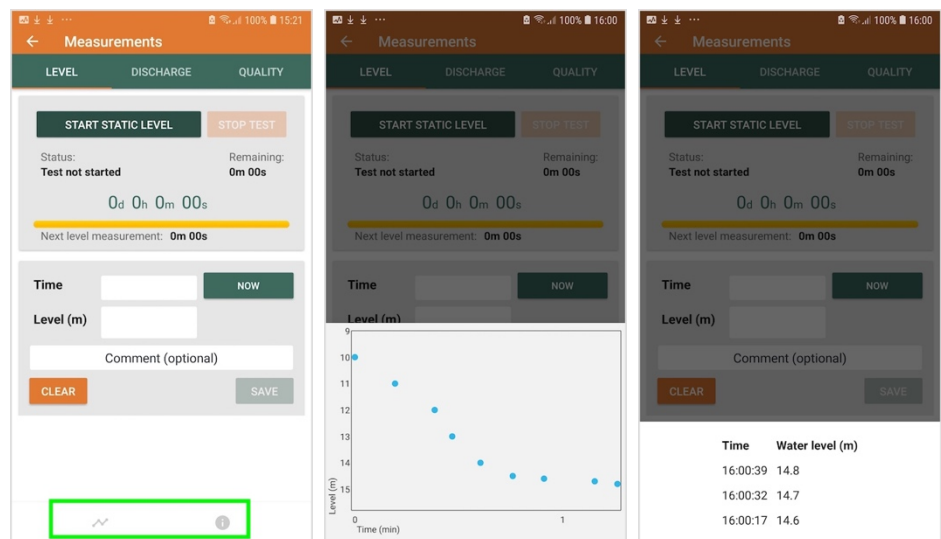 100% 15:21
Measurements
LEVEL DISCHARGE QUALITY
START STATIC LEVEL STOP TEST
Status: Remaining:
Test not started 0m 00s
0d 0h 0m 00s
Next level measurement: 0m 00s
Time NOW
Level (m)
Comment (optional)
CLEAR SAVE
100% 16:00
Measurements
LEVEL DISCHARGE QUALITY
START STATIC LEVEL STOP TEST
Status: Remaining:
Test not started 0m 00s
0d 0h 0m 00s
Next level measurement: 0m 00s
Time NOW
Level (m)
9
10
11
12
13
14
15
Level (m)
0 1
Time (min)
100% 16:00
Measurements
LEVEL DISCHARGE QUALITY
START STATIC LEVEL STOP TEST
Status: Remaining:
Test not started 0m 00s
0d 0h 0m 00s
Next level measurement: 0m 00s
Time NOW
Level (m)
Comment (optional)
CLEAR SAVE
Time Water level (m)
16:00:39 14.8
16:00:32 14.7
16:00:17 14.6